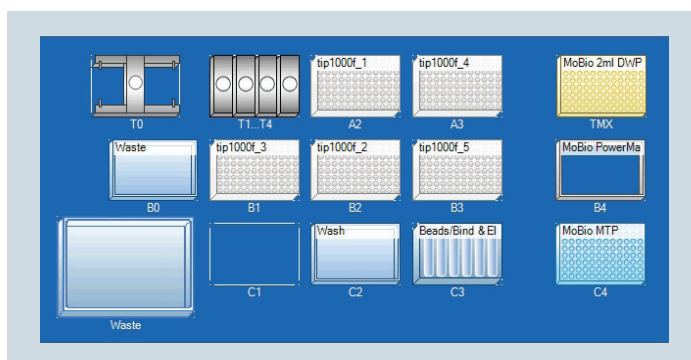 tip1000f_1
tip1000f_4
MoBio 2ml DWP
T0
T1...T4
A2
A3
TMX
Waste
tip1000f_3
tip1000f_2
tip1000f_5
MoBio PowerMa
B0
B1
B2
B3
B4
Wash
Beads/Bind & El
MoBio MTP
C1
C2
C3
C4
Waste